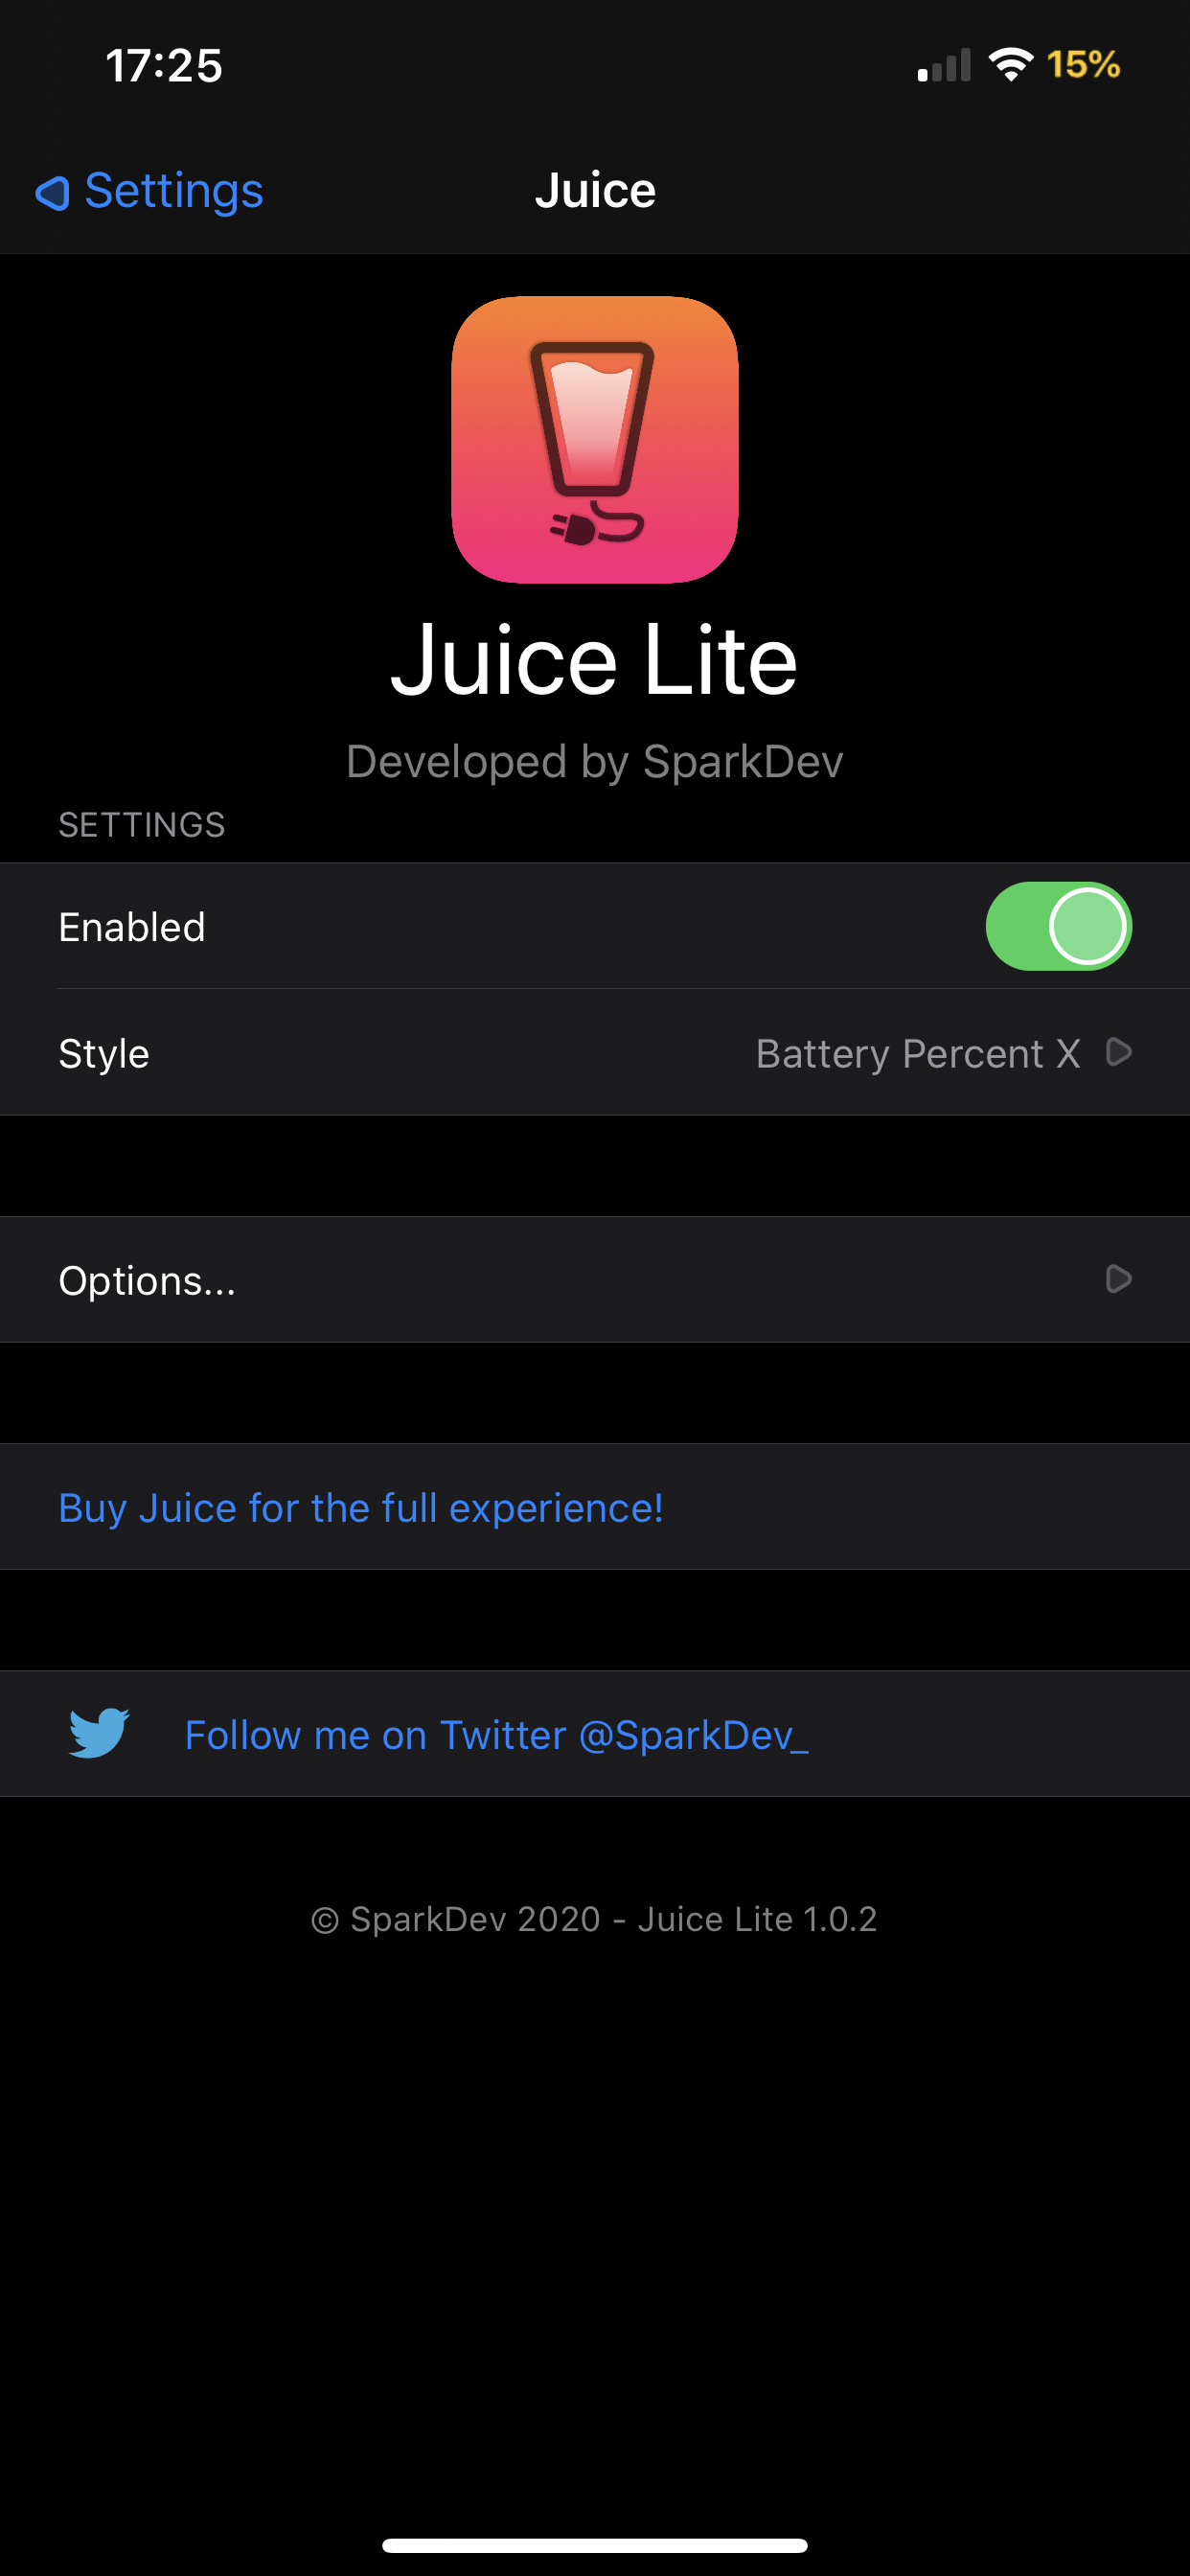 17:25
15%
Settings
Juice
Juice Lite
Developed by SparkDev
SETTINGS
Enabled
Style
Battery Percent X
Options...
Buy Juice for the full experience!
Follow me on Twitter @SparkDev_
© SparkDev 2020 - Juice Lite 1.0.2